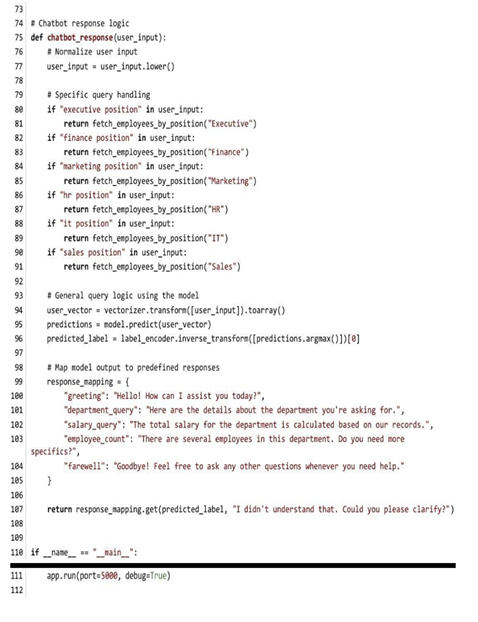 73
74 # Chatbot response logic
75 def chatbot_response(user_input):
76     # Normalize user input
77     user_input = user_input.lower()
78
79     # Specific query handling
80     if "executive position" in user_input:
81         return fetch_employees_by_position("Executive")
82     if "finance position" in user_input:
83         return fetch_employees_by_position("Finance")
84     if "marketing position" in user_input:
85         return fetch_employees_by_position("Marketing")
86     if "hr position" in user_input:
87         return fetch_employees_by_position("HR")
88     if "it position" in user_input:
89         return fetch_employees_by_position("IT")
90     if "sales position" in user_input:
91         return fetch_employees_by_position("Sales")
92
93     # General query logic using the model
94     user_vector = vectorizer.transform([user_input]).toarray()
95     predictions = model.predict(user_vector)
96     predicted_label = label_encoder.inverse_transform([predictions.argmax()])[0]
97
98     # Map model output to predefined responses
99     response_mapping = {
100         "greeting": "Hello! How can I assist you today?",
101         "department_query": "Here are the details about the department you're asking for.",
102         "salary_query": "The total salary for the department is calculated based on our records.",
103         "employee_count": "There are several employees in this department. Do you need more
specifics?",
104         "farewell": "Goodbye! Feel free to ask any other questions whenever you need help."
105     }
106
107     return response_mapping.get(predicted_label, "I didn't understand that. Could you please clarify?")
108
109
110 if __name__ == "__main__":
111     app.run(port=5000, debug=True)
112